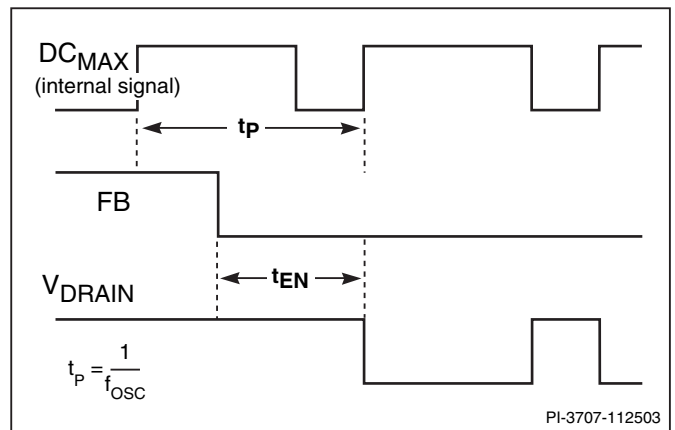 DCMAX
(internal signal)
tP
FB
tEN
VDRAIN
tP = 1/fOSC
PI-3707-112503